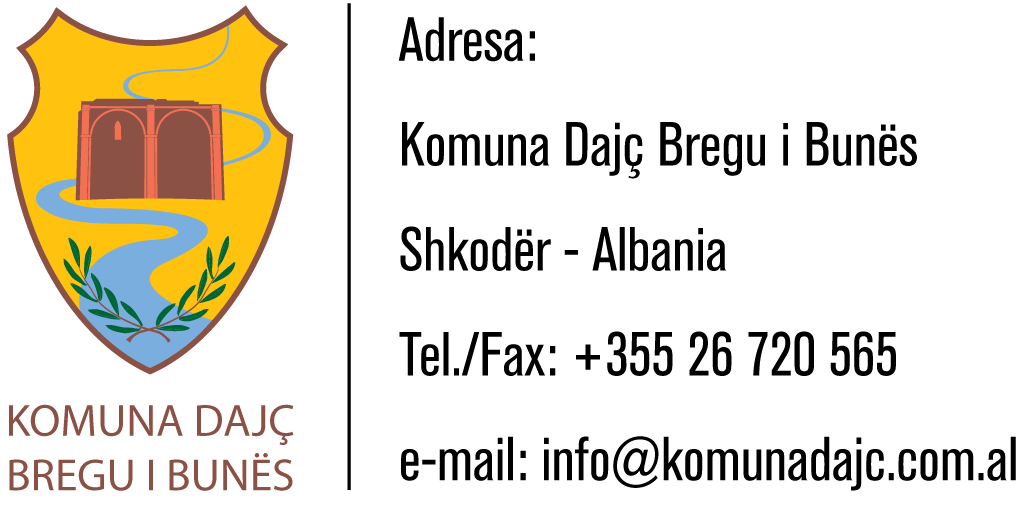 KOMUNA DAJÇ
BREGU I BUNËS
Adresa:
Komuna Dajç Bregu i Bunës
Shkodër - Albania
Tel./Fax: +355 26 720 565
e-mail: info@komunadajc.com.al